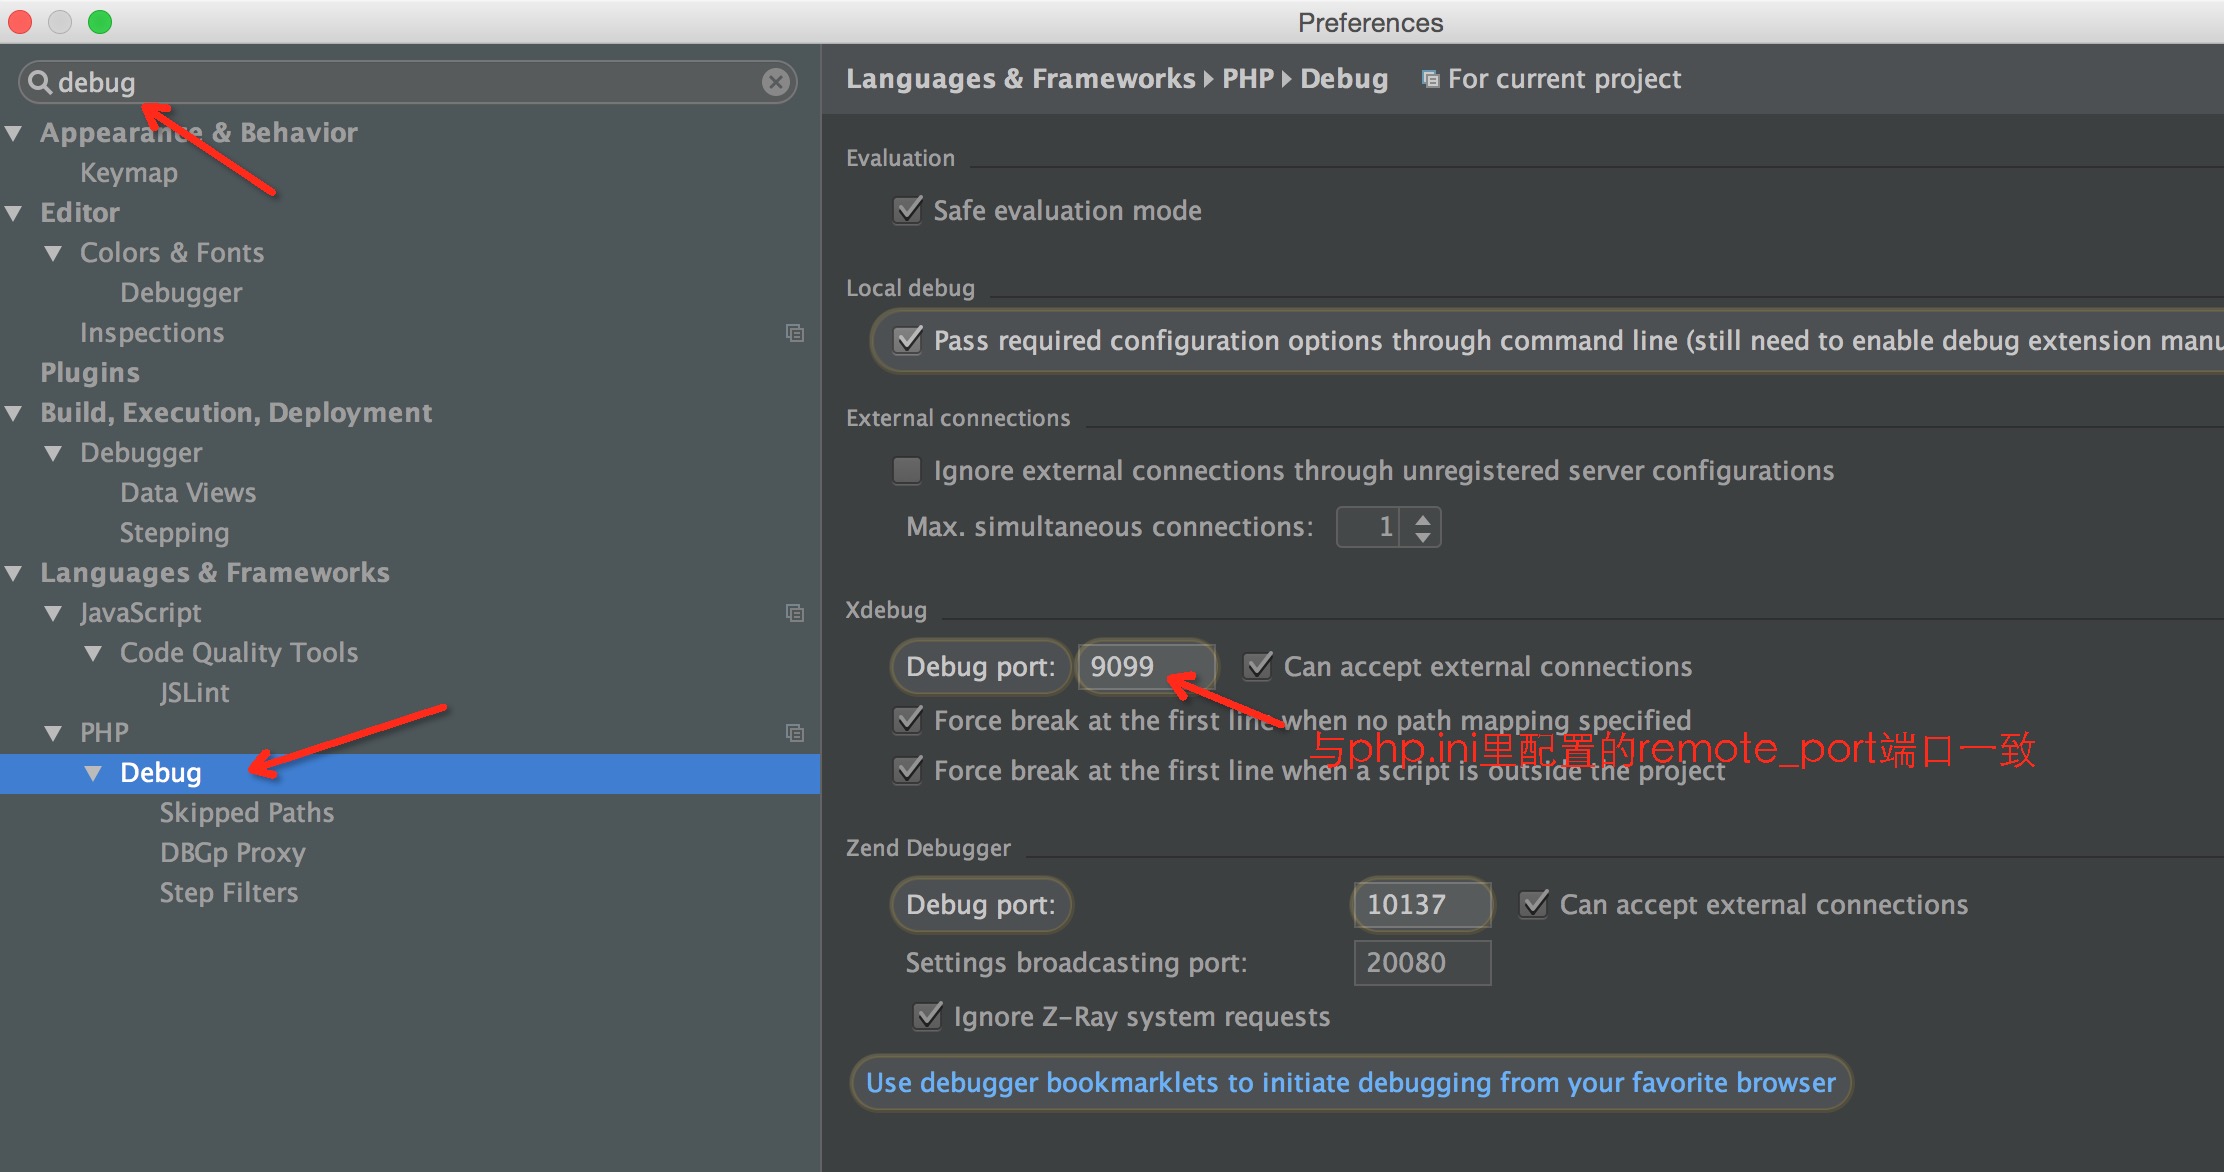 Preferences
debug
Appearance & Behavior
Keymap
Editor
Colors & Fonts
Debugger
Inspections
Plugins
Build, Execution, Deployment
Debugger
Data Views
Stepping
Languages & Frameworks
JavaScript
Code Quality Tools
JSLint
PHP
Debug
Skipped Paths
DBGp Proxy
Step Filters
Languages & Frameworks PHP Debug For current project
Evaluation
Safe evaluation mode
Local debug
Pass required configuration options through command line (still need to enable debug extension manu
External connections
Ignore external connections through unregistered server configurations
Max. simultaneous connections: 1
Xdebug
Debug port: 9099 Can accept external connections
Force break at the first line when no path mapping specified
与php.ini里配置的remote_port端口一致
Force break at the first line when a script is outside the project
Zend Debugger
Debug port: 10137 Can accept external connections
Settings broadcasting port: 20080
Ignore Z-Ray system requests
Use debugger bookmarklets to initiate debugging from your favorite browser